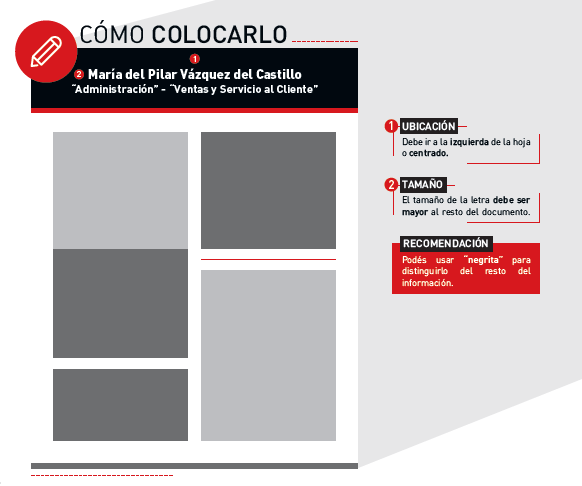 CÓMO COLOCARLO
1
2 María del Pilar Vázquez del Castillo
"Administración" - "Ventas y Servicio al Cliente"
1 UBICACIÓN
Debe ir a la izquierda de la hoja
o centrado.
2 TAMAÑO
El tamaño de la letra debe ser
mayor al resto del documento.
RECOMENDACIÓN
Podés usar "negrita" para
distinguirlo del resto del
información.